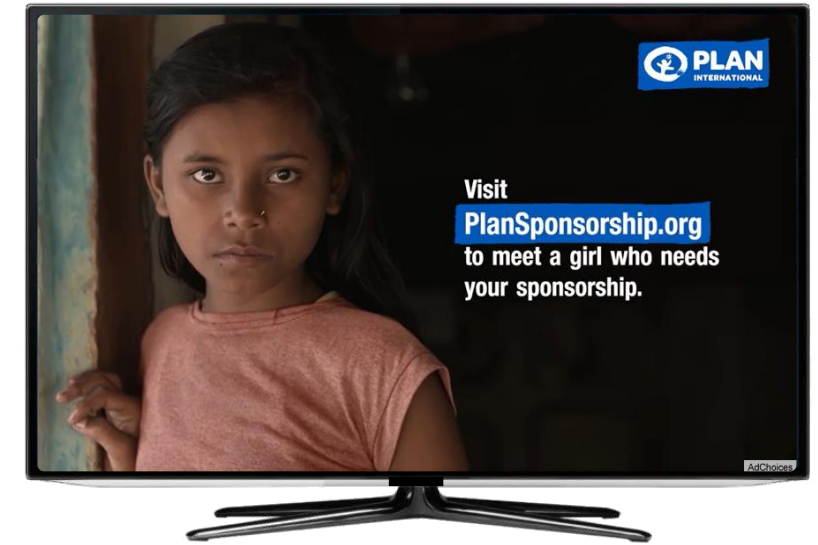 PLAN
INTERNATIONAL
Visit
PlanSponsorship.org
to meet a girl who needs
your sponsorship.
AdChoices